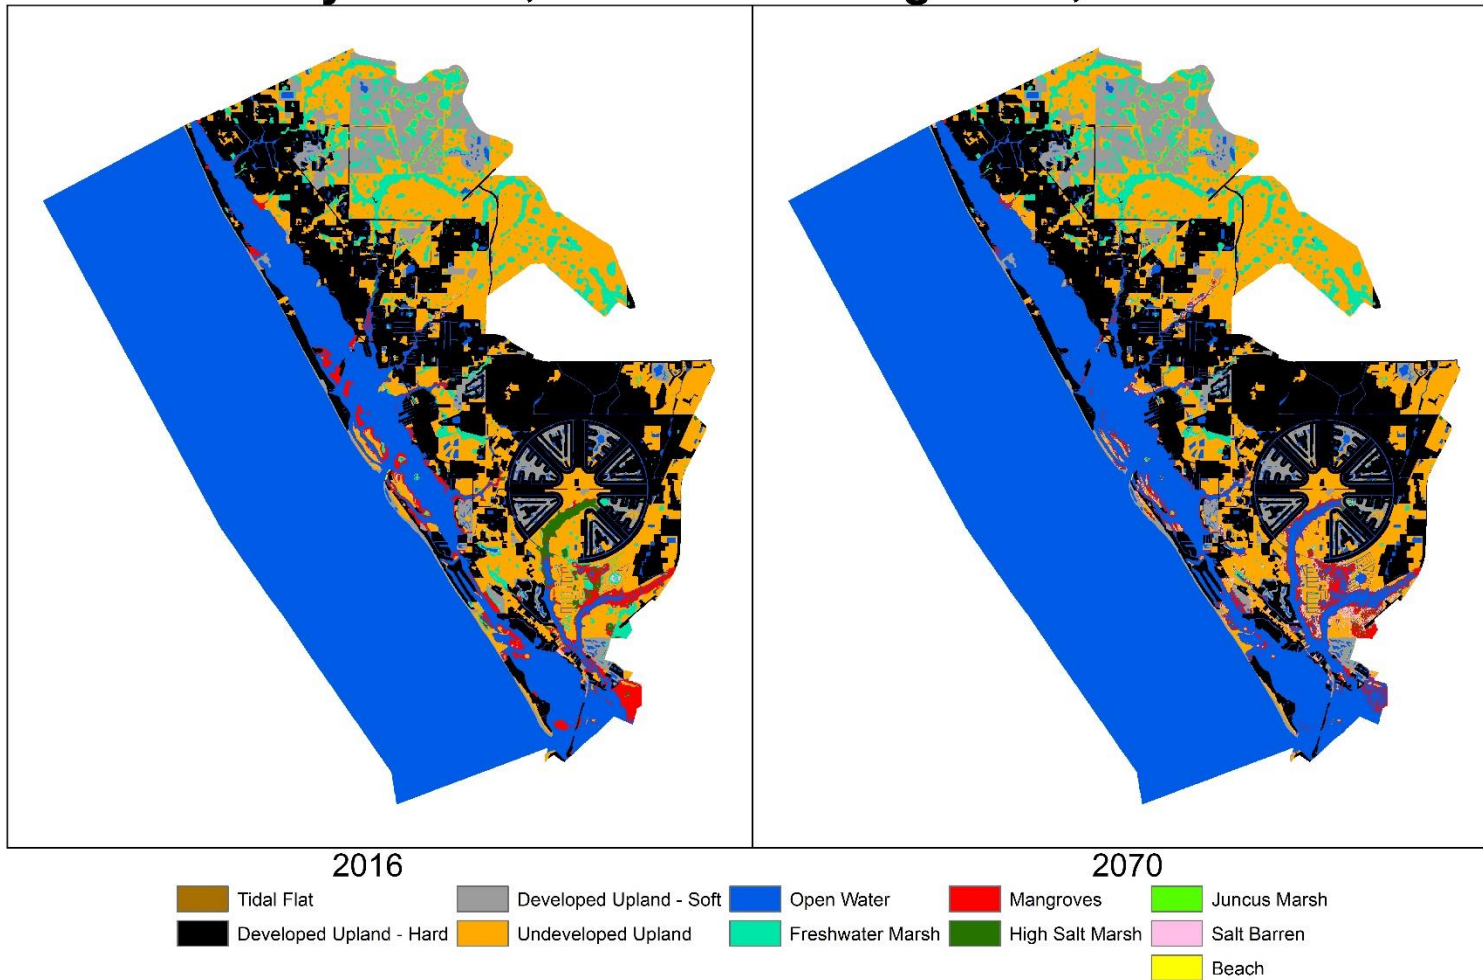 2016
2070
Tidal Flat
Developed Upland - Soft
Open Water
Mangroves
Juncus Marsh
Developed Upland - Hard
Undeveloped Upland
Freshwater Marsh
High Salt Marsh
Salt Barren
Beach